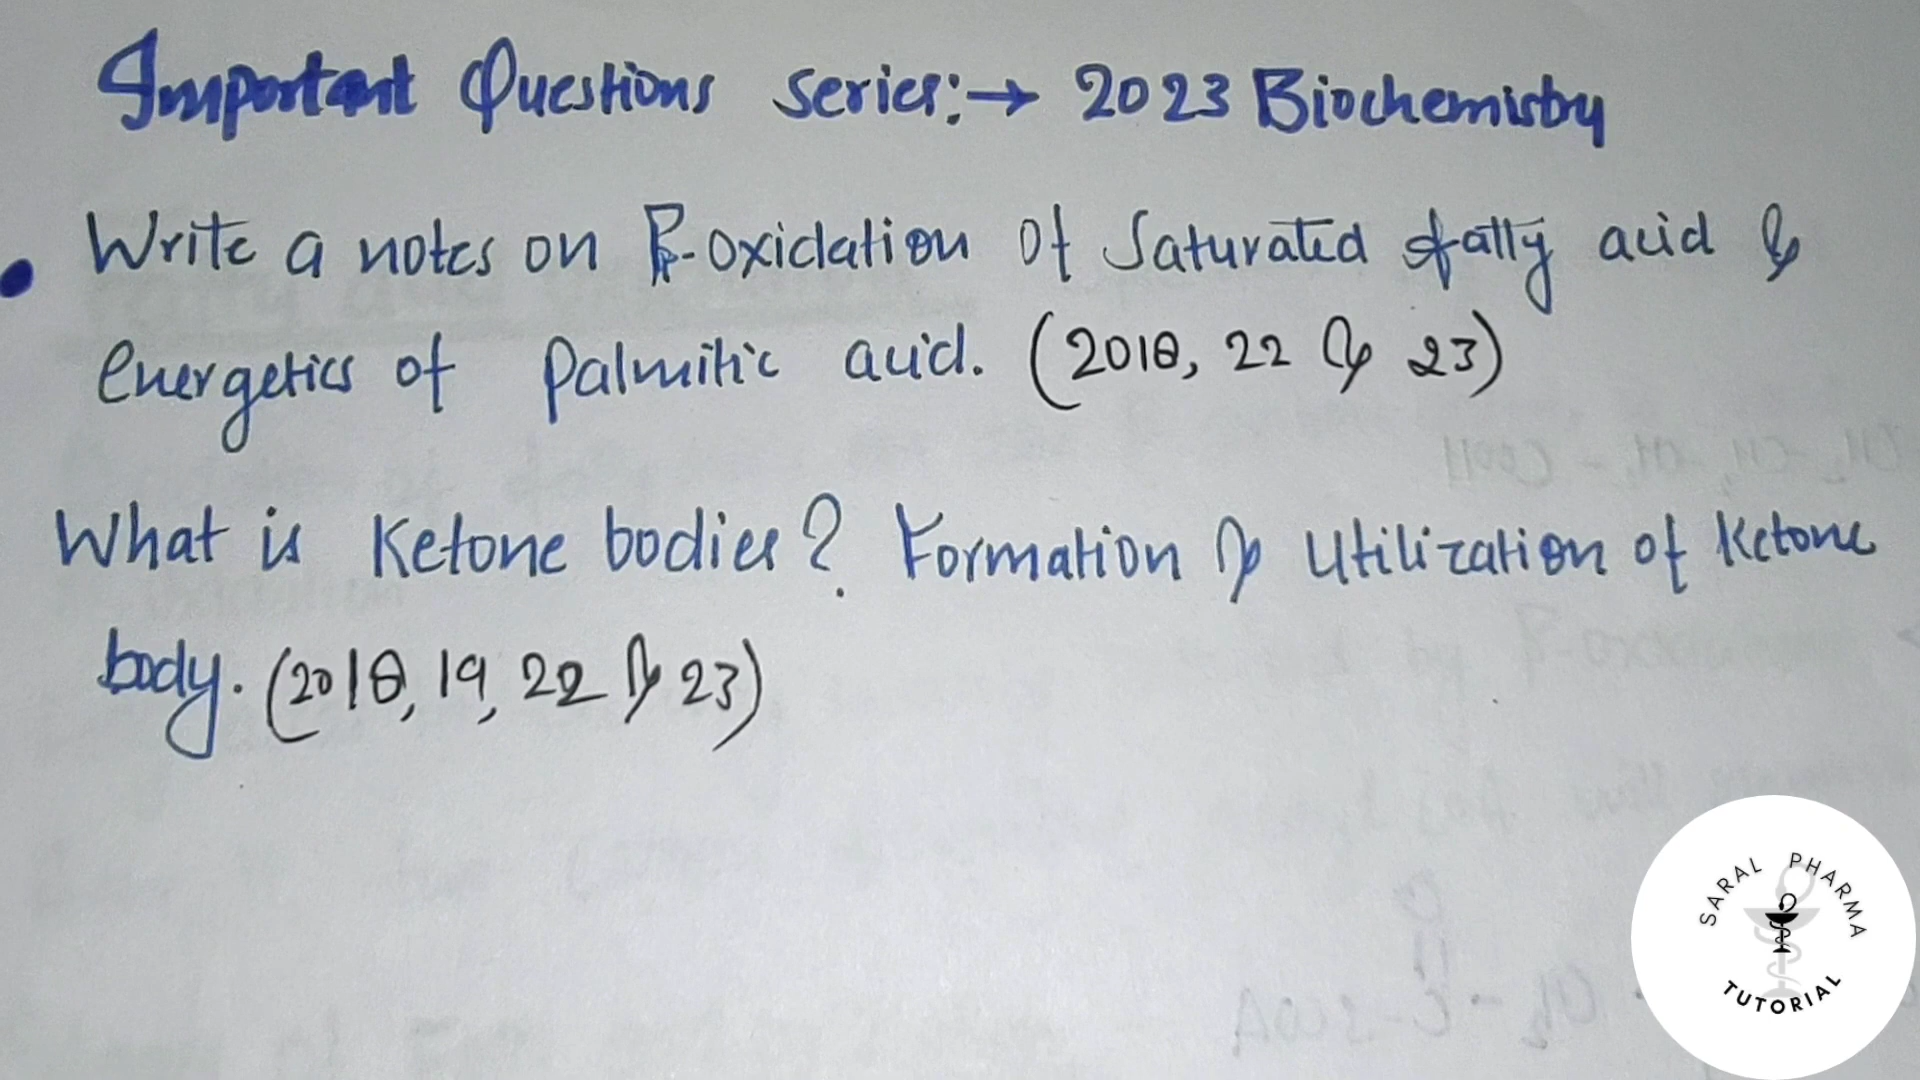 Important Questions series:→ 2023 Biochemistry
Write a notes on β-oxidation of Saturated fatty acid &
energetics of palmitic acid. (2018, 22 & 23)
What is Ketone bodies? Formation & utilization of Ketone
body. (2018, 19, 22 & 23)
SARAL PHARMA
TUTORIAL